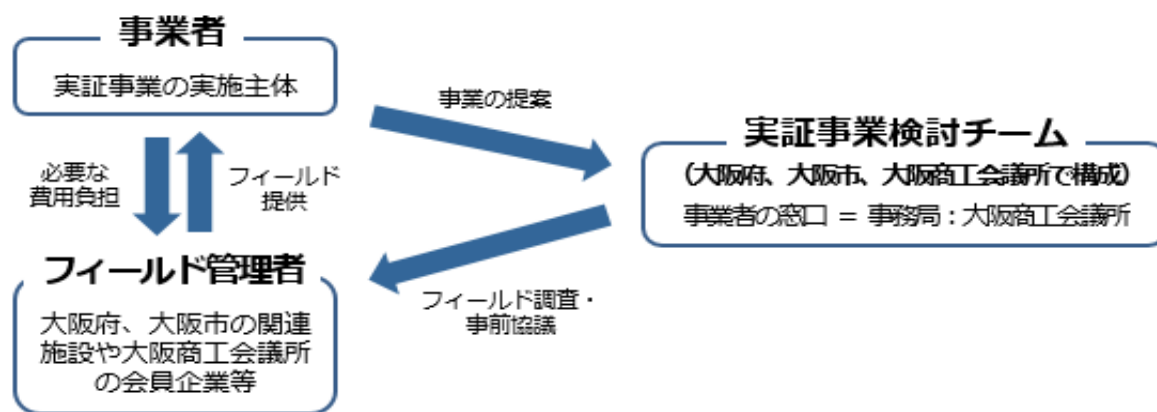 事業者
実証事業の実施主体
事業の提案
実証事業検討チーム
(大阪府、大阪市、大阪商工会議所で構成)
事業者の窓口 = 事務局:大阪商工会議所
必要な
費用負担
フィールド
提供
フィールド管理者
大阪府、大阪市の関連
施設や大阪商工会議所
の会員企業等
フィールド調査・
事前協議